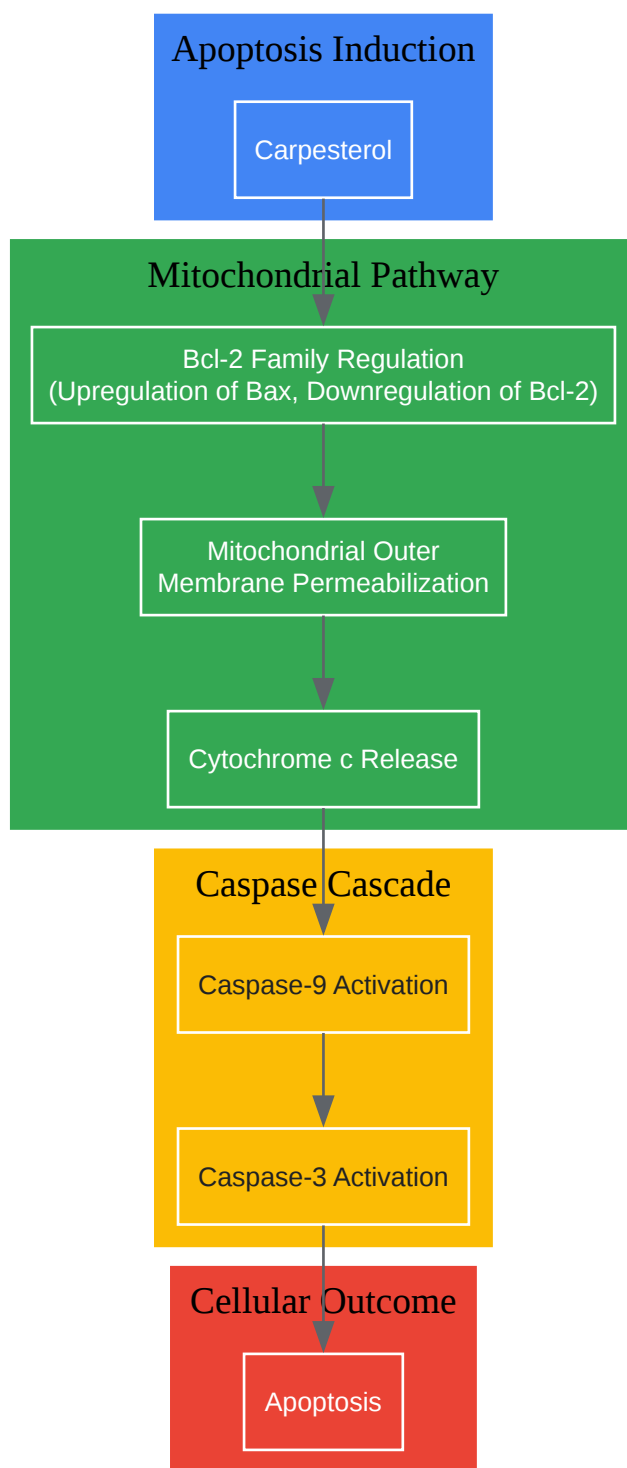 Apoptosis Induction
Carpesterol
Mitochondrial Pathway
Bcl-2 Family Regulation
(Upregulation of Bax, Downregulation of Bcl-2)
Mitochondrial Outer
Membrane Permeabilization
Cytochrome c Release
Caspase Cascade
Caspase-9 Activation
Caspase-3 Activation
Cellular Outcome
Apoptosis